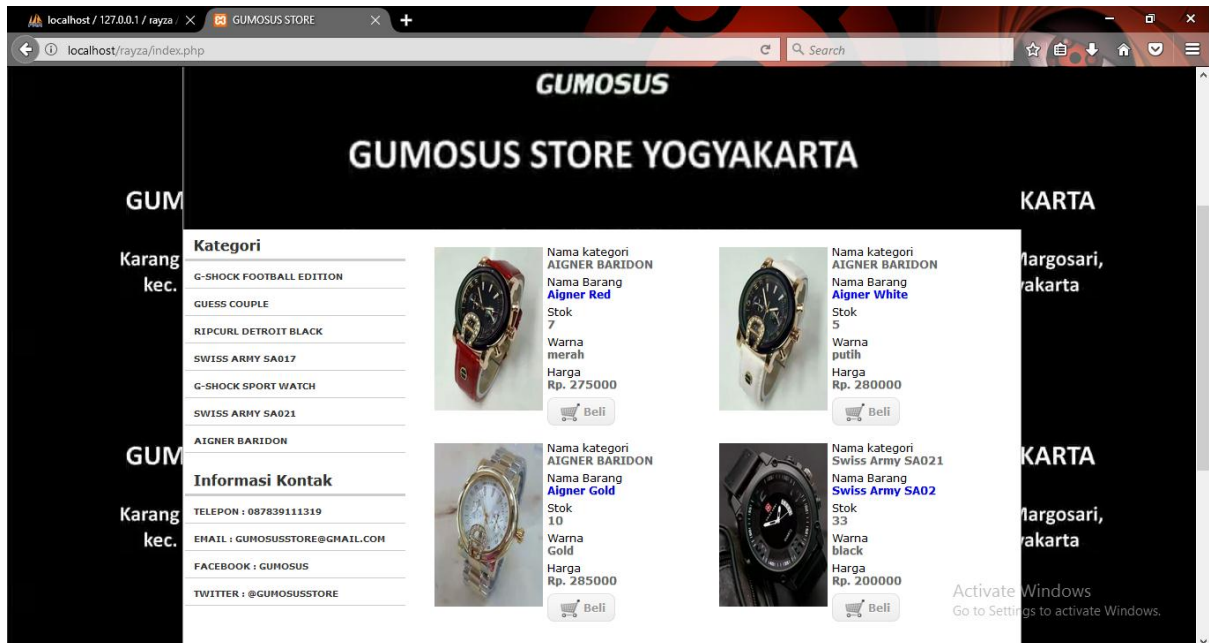 localhost / 127.0.0.1 / rayza /
GUMOSUS STORE
localhost/rayza/index.php
Search
GUMOSUS
GUMOSUS STORE YOGYAKARTA
GUM
KARTA
Karang
kec.
Margosari,
yakarta
Kategori
G-SHOCK FOOTBALL EDITION
GUESS COUPLE
RIPCURL DETROIT BLACK
SWISS ARMY SA017
G-SHOCK SPORT WATCH
SWISS ARMY SA021
AIGNER BARIDON
Informasi Kontak
TELEPON : 087839111319
EMAIL : GUMOSUSSTORE@GMAIL.COM
FACEBOOK : GUMOSUS
TWITTER : @GUMOSUSSTORE
Nama kategori
AIGNER BARIDON
Nama Barang
Aigner Red
Stok
7
Warna
merah
Harga
Rp. 275000
Beli
Nama kategori
AIGNER BARIDON
Nama Barang
Aigner White
Stok
5
Warna
putih
Harga
Rp. 280000
Beli
Nama kategori
AIGNER BARIDON
Nama Barang
Aigner Gold
Stok
10
Warna
Gold
Harga
Rp. 285000
Beli
Nama kategori
Swiss Army SA021
Nama Barang
Swiss Army SA02
Stok
33
Warna
black
Harga
Rp. 200000
Beli
GUM
KARTA
Karang
kec.
Margosari,
yakarta
Activate Windows
Go to Settings to activate Windows.